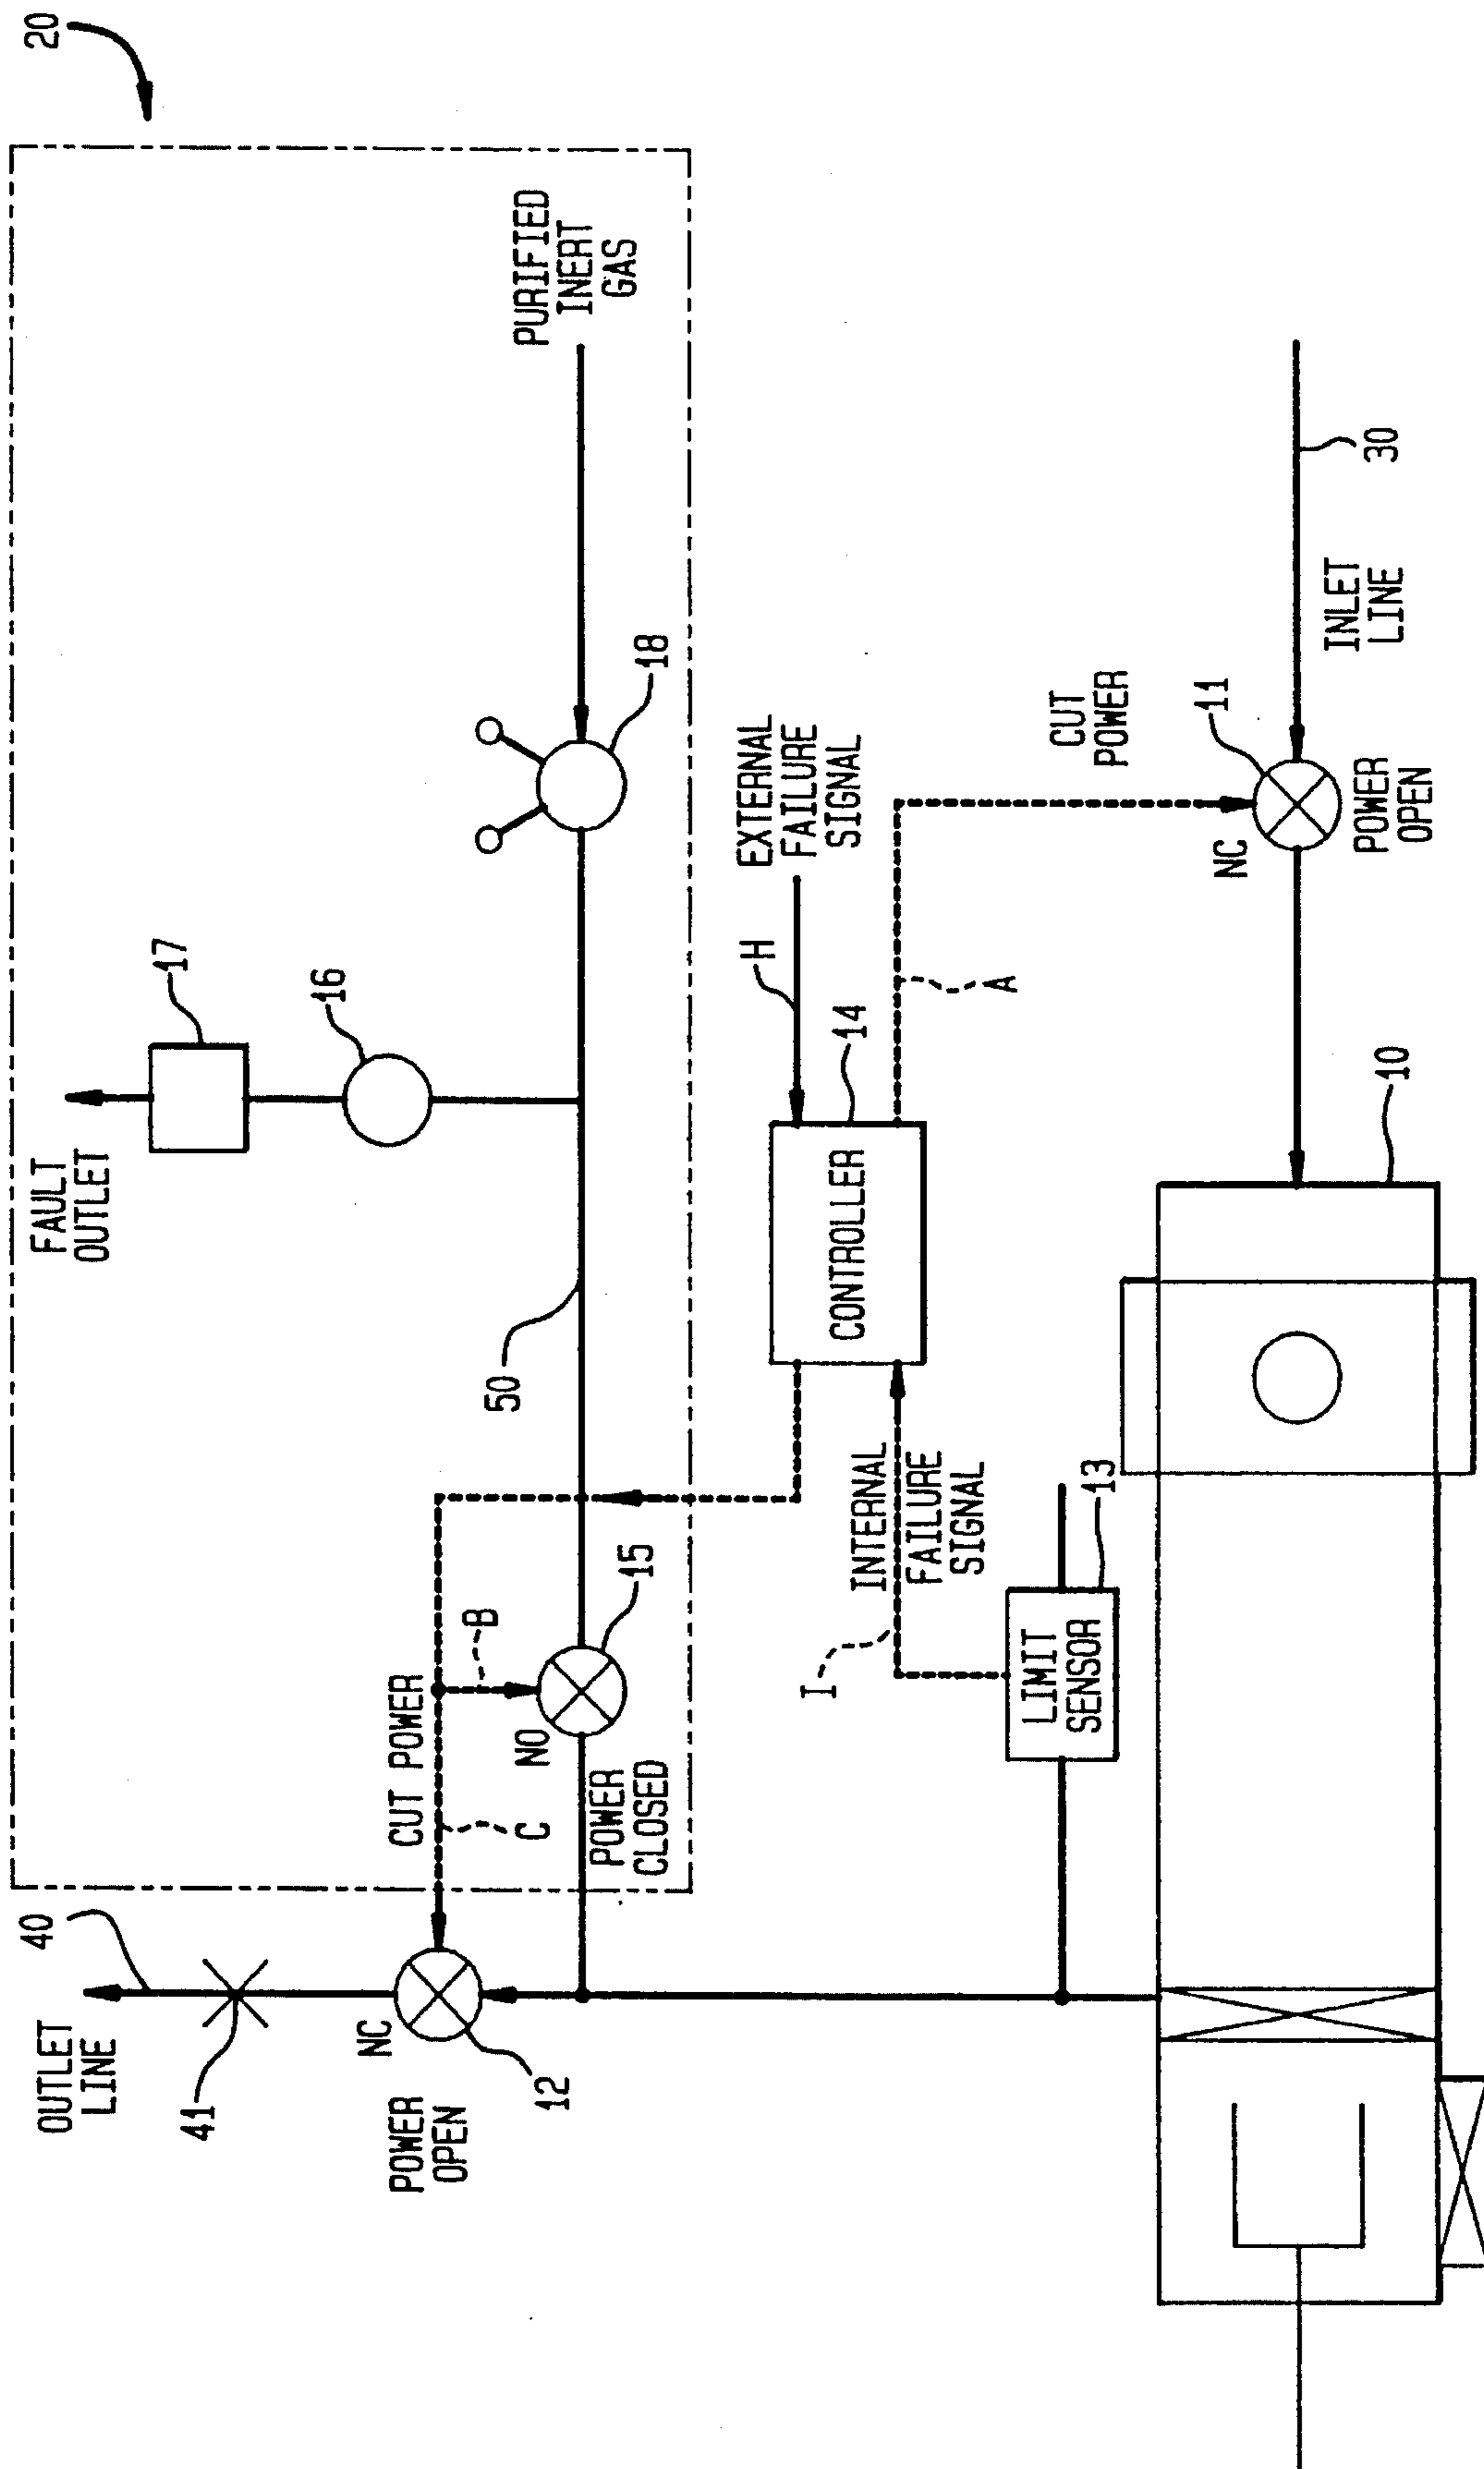 20
PURIFIED
INERT
GAS
18
17
16
FAULT
OUTLET
50
EXTERNAL
FAILURE
SIGNAL
H
14
CONTROLLER
A
CUT
POWER
11
NC
POWER
OPEN
INLET
LINE
30
10
INTERNAL
FAILURE
SIGNAL
I
13
LIMIT
SENSOR
15
B
NO
POWER
CLOSED
CUT POWER
C
40
OUTLET
LINE
41
NC
12
POWER
OPEN